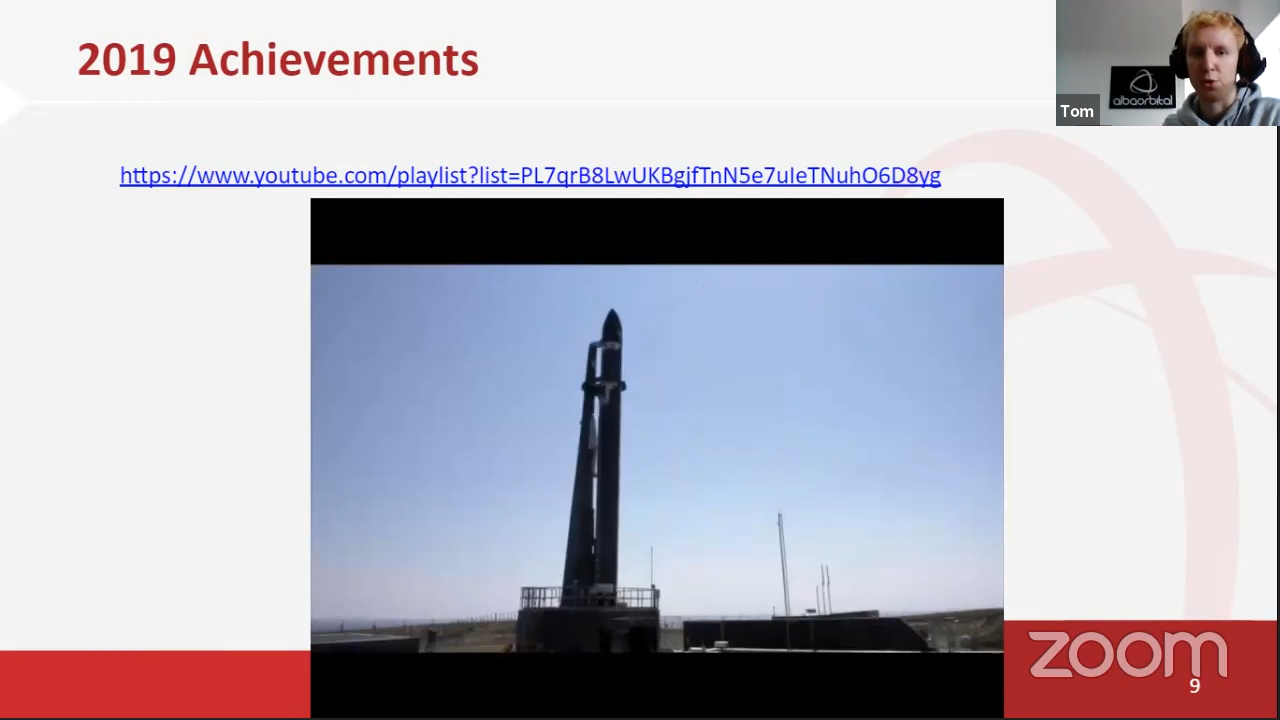 2019 Achievements
albaorbital
Tom
https://www.youtube.com/playlist?list=PL7qrB8LwUKBgjfTnN5e7uIeTNuhO6D8yg
zoom
9